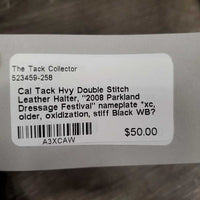 The Tack Collector
523459-258
Cal Tack Hvy Double Stitch
Leather Halter, "2008 Parkland
Dressage Festival" nameplate *xc,
older, oxidization, stiff Black WB?
$50.00
A3XCAW